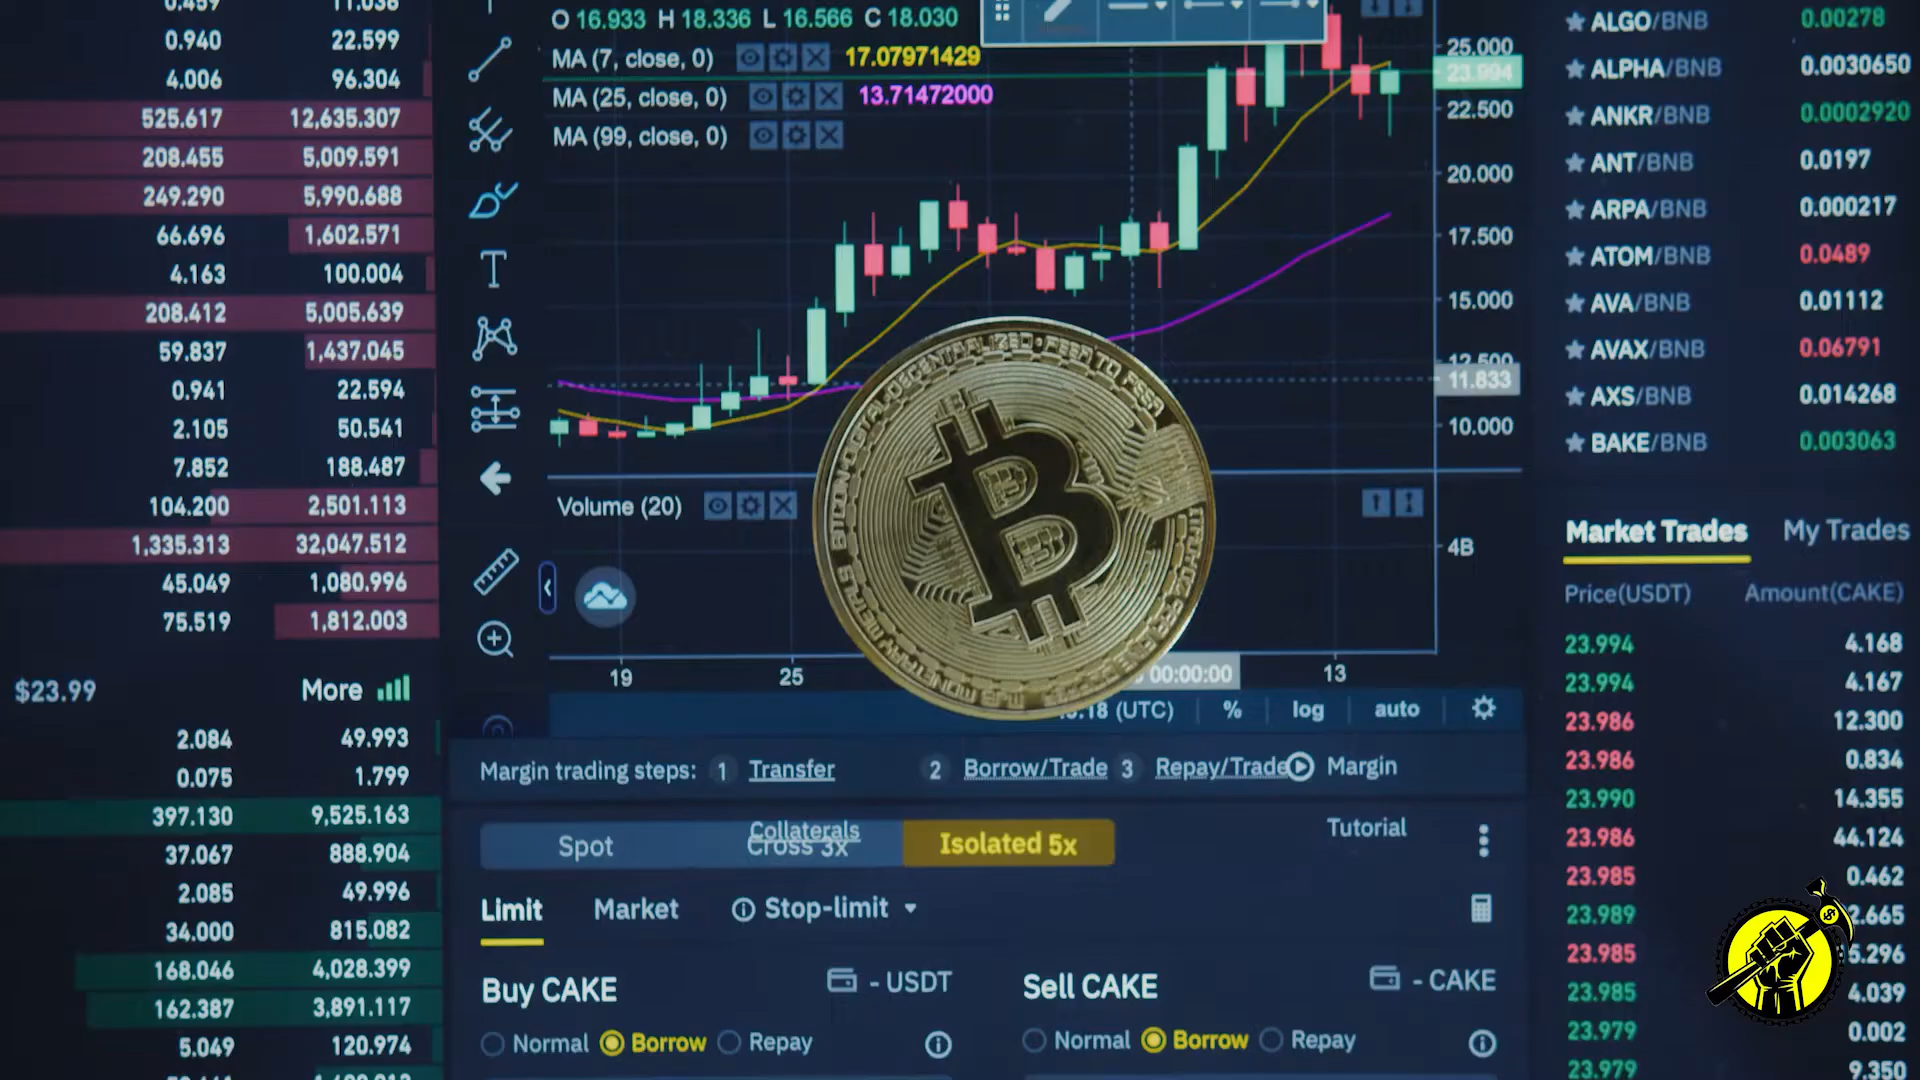 0.459 11.036
0.940 22.599
4.006 96.304
525.617 12,635.307
208.455 5,009.591
249.290 5,990.688
66.696 1,602.571
4.163 100.004
208.412 5,005.639
59.837 1,437.045
0.941 22.594
2.105 50.541
7.852 188.487
104.200 2,501.113
1,335.313 32,047.512
45.049 1,080.996
75.519 1,812.003
$23.99 More
2.084 49.993
0.075 1.799
397.130 9,525.163
37.067 888.904
2.085 49.996
34.000 815.082
168.046 4,028.399
162.387 3,891.117
5.049 120.974
O 16.933 H 18.336 L 16.566 C 18.030
MA (7, close, 0) 17.07971429
MA (25, close, 0) 13.71472000
MA (99, close, 0)
25.000
23.994
22.500
20.000
17.500
15.000
12.500
11.833
10.000
Volume (20)
4B
19 25 00:00:00 13
(UTC) % log auto
Margin trading steps: 1 Transfer 2 Borrow/Trade 3 Repay/Trade Margin
Collaterals Tutorial
Spot Cross 3x Isolated 5x
Limit Market Stop-limit
Buy CAKE - USDT Sell CAKE - CAKE
Normal Borrow Repay Normal Borrow Repay
ALGO/BNB 0.00278
ALPHA/BNB 0.0030650
ANKR/BNB 0.0002920
ANT/BNB 0.0197
ARPA/BNB 0.000217
ATOM/BNB 0.0489
AVA/BNB 0.01112
AVAX/BNB 0.06791
AXS/BNB 0.014268
BAKE/BNB 0.003063
Market Trades My Trades
Price(USDT) Amount(CAKE)
23.994 4.168
23.994 4.167
23.986 12.300
23.986 0.834
23.990 14.355
23.986 44.124
23.985 0.462
23.989 2.665
23.985 5.296
23.985 4.039
23.979 0.002
23.979 9.350